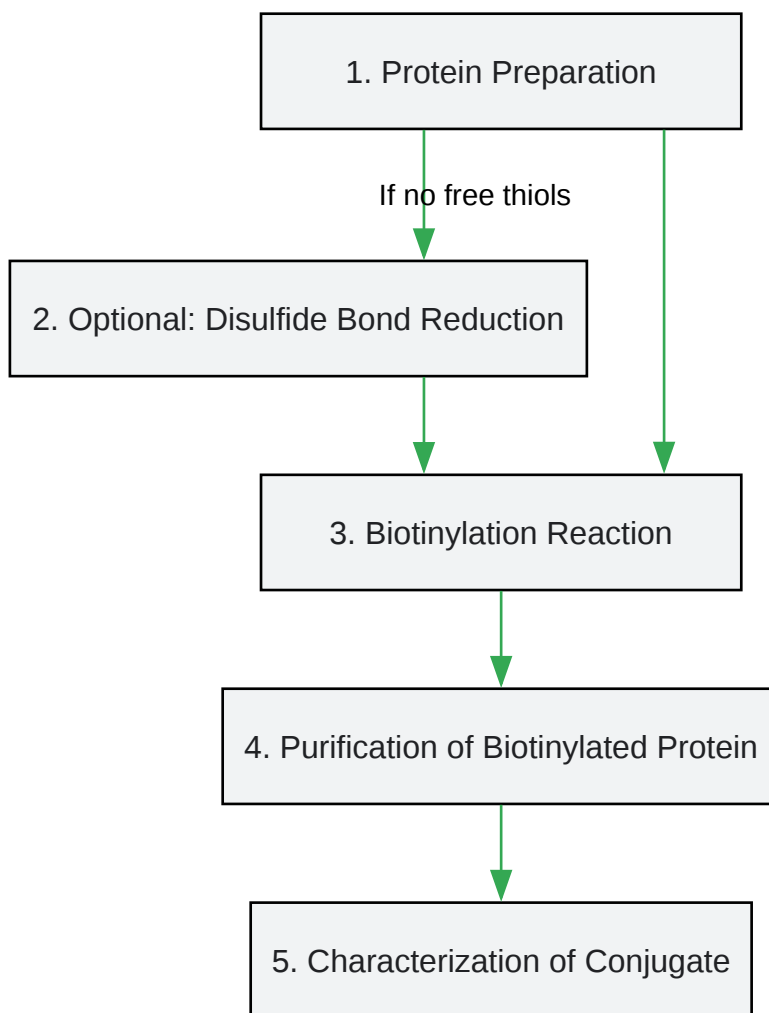 1. Protein Preparation
If no free thiols
2. Optional: Disulfide Bond Reduction
3. Biotinylation Reaction
4. Purification of Biotinylated Protein
5. Characterization of Conjugate